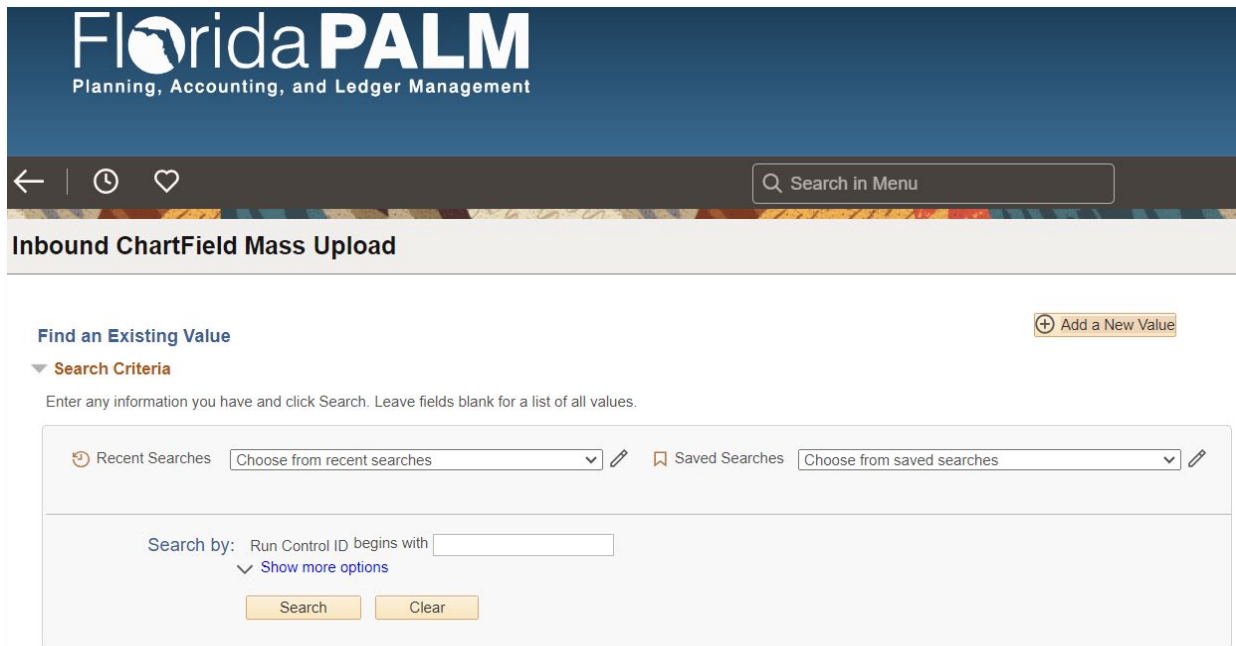 Florida PALM
Planning, Accounting, and Ledger Management
Search in Menu
Inbound ChartField Mass Upload
Add a New Value
Find an Existing Value
Search Criteria
Enter any information you have and click Search. Leave fields blank for a list of all values.
Recent Searches Choose from recent searches Saved Searches Choose from saved searches
Search by: Run Control ID begins with
Show more options
Search Clear